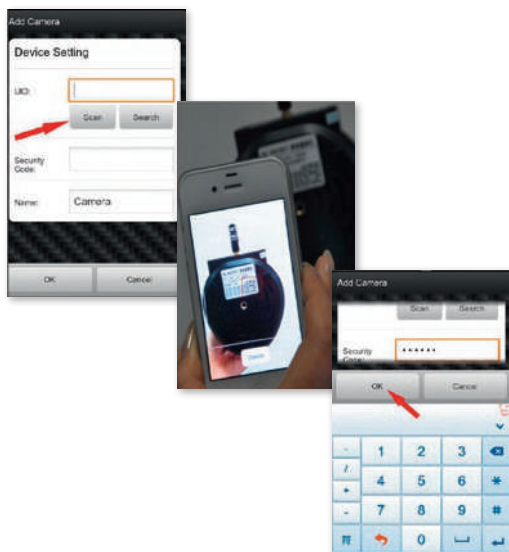 Add Camera
Device Setting
UID:
Scan Search
Security
Code:
Name: Camera
OK Cancel
Add Camera
Scan Search
Security
Code:
OK Cancel
1 2 3
/
4 5 6 *
+
7 8 9 #
0